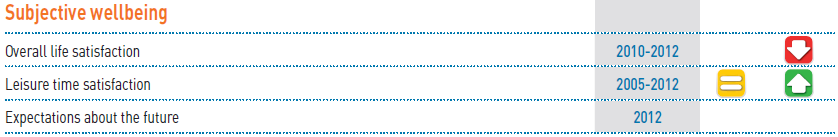 Subjective wellbeing
Overall life satisfaction 2010-2012
Leisure time satisfaction 2005-2012
Expectations about the future 2012